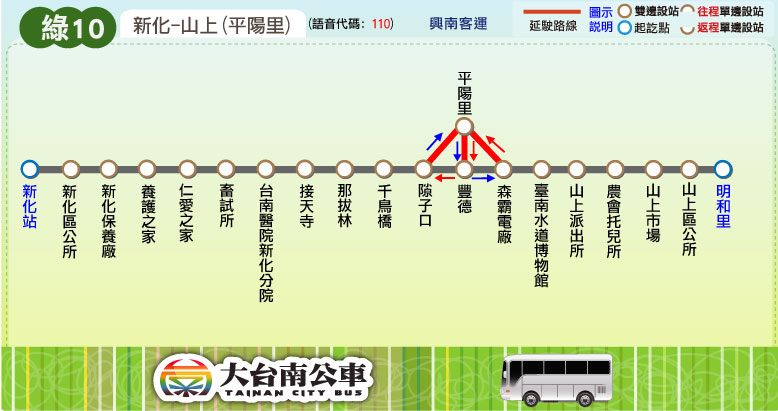 綠10
新化-山上 (平陽里)
(語音代碼: 110)
興南客運
延駛路線
圖示說明
雙邊設站
往程單邊設站
起訖點
返程單邊設站
平陽里
新化站
新化區公所
新化保養廠
養護之家
仁愛之家
畜試所
台南醫院新化分院
接天寺
那拔林
千鳥橋
隙子口
豐德
森霸電廠
臺南水道博物館
山上派出所
農會托兒所
山上市場
山上區公所
明和里
大台南公車
TAINAN CITY BUS